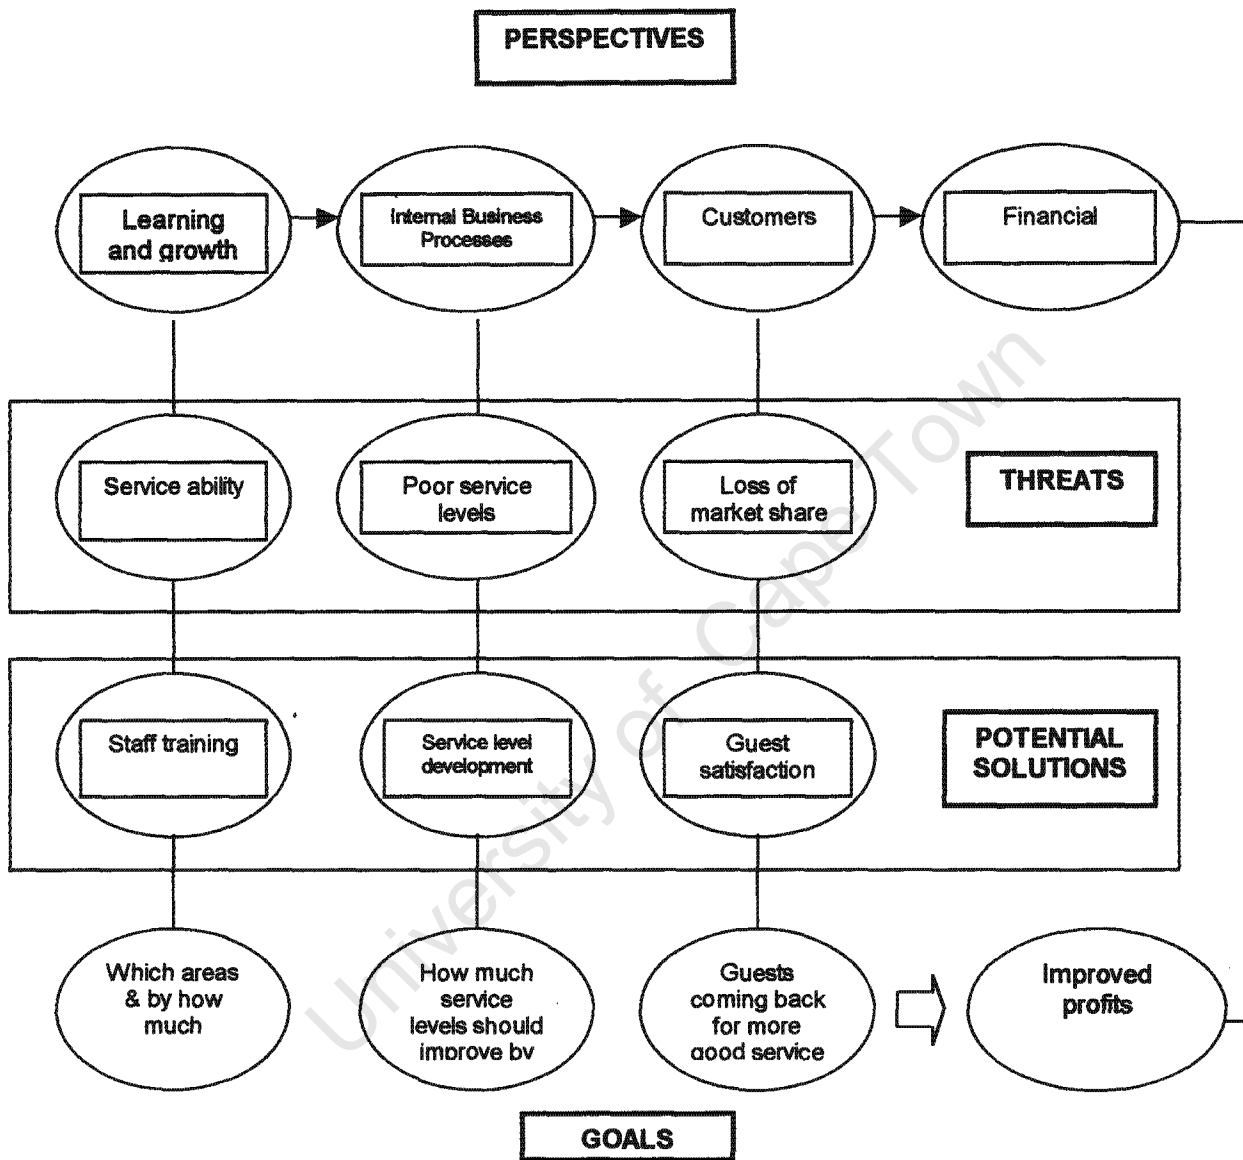 PERSPECTIVES
Learning
and growth
Internal Business
Processes
Customers
Financial
Service ability
Poor service
levels
Loss of
market share
THREATS
Staff training
Service level
development
Guest
satisfaction
POTENTIAL
SOLUTIONS
Which areas
& by how
much
How much
service
levels should
improve by
Guests
coming back
for more
good service
Improved
profits
GOALS
University of Cape Town